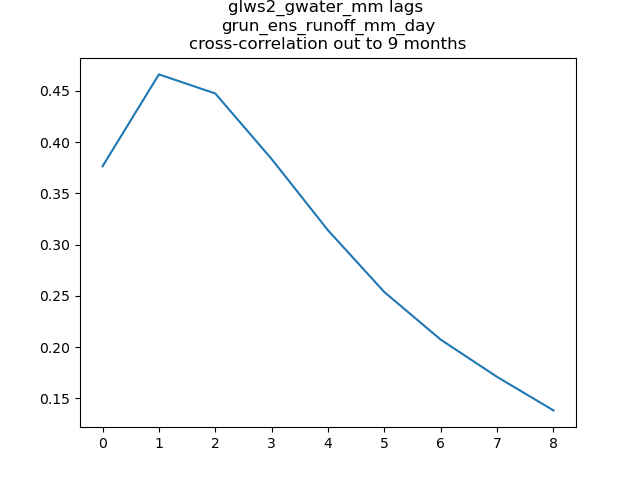 glws2_gwater_mm lags
grun_ens_runoff_mm_day
cross-correlation out to 9 months
0.45
0.40
0.35
0.30
0.25
0.20
0.15
0 1 2 3 4 5 6 7 8